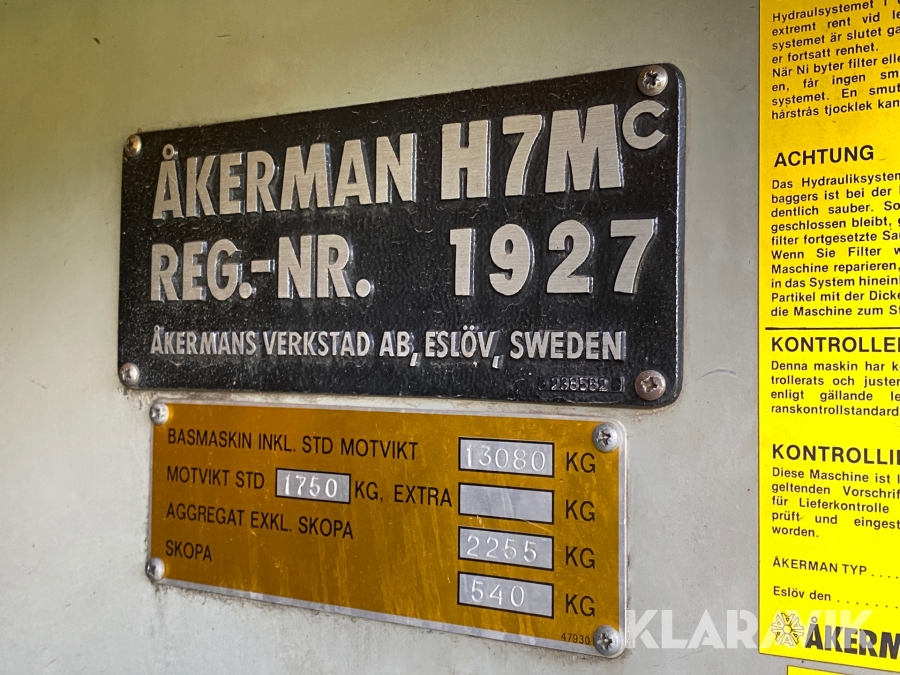 ÅKERMAN H7MC
REG.-NR. 1927
ÅKERMANS VERKSTAD AB, ESLÖV, SWEDEN
BASMASKIN INKL. STD MOTVIKT 13080 KG
MOTVIKT STD 1750 KG, EXTRA KG
AGGREGAT EXKL. SKOPA 2255 KG
SKOPA 540 KG
47930
Hydraulsystemet i
extremt rent vid
systemet är slutet
er fortsatt renhet.
När Ni byter filter
en, får ingen
systemet. En
hårstrås tjocklek kan
ACHTUNG
Das Hydrauliksystem
baggers ist bei der
dentlich sauber. So
geschlossen bleibt,
filter fortgesetzte
Wenn Sie Filter
Maschine reparieren,
in das System hinein
Partikel mit der Dicke
die Maschine zum
KONTROLLE
Denna maskin har
trollerats och juster
enligt gällande
ranskontrollstandard
KONTROLLI
Diese Maschine ist
geltenden Vorschrif
für Lieferkontrolle
prüft und einges
worden.
ÅKERMAN TYP ....
Eslöv den ....
ÅKERM
KLARAVIK